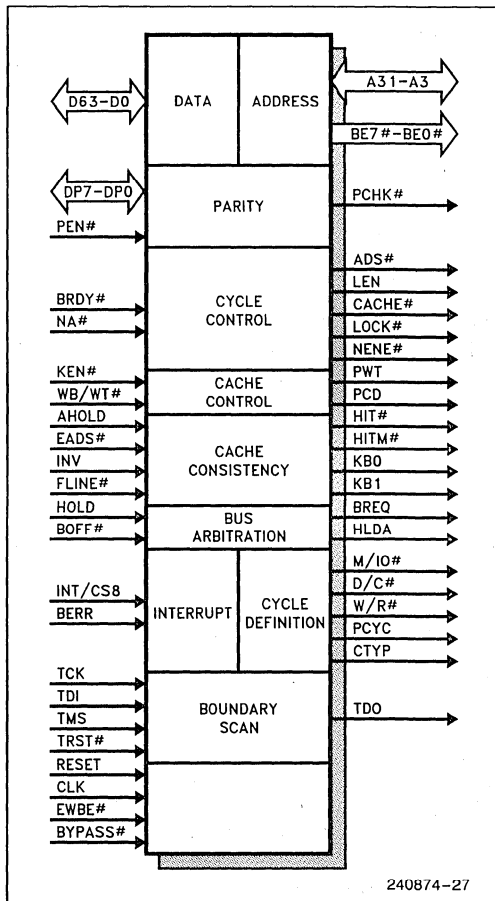 D63-D0
DATA
ADDRESS
A31-A3
BE7#-BE0#
DP7-DP0
PEN#
PARITY
PCHK#
BRDY#
NA#
CYCLE
CONTROL
ADS#
LEN
CACHE#
LOCK#
NENE#
KEN#
WB/WT#
CACHE
CONTROL
PWT
PCD
AHOLD
EADS#
INV
FLINE#
CACHE
CONSISTENCY
HIT#
HITM#
KB0
KB1
HOLD
BOFF#
BUS
ARBITRATION
BREQ
HLDA
INT/CS8
BERR
INTERRUPT
CYCLE
DEFINITION
M/IO#
D/C#
W/R#
PCYC
CTYP
TCK
TDI
TMS
TRST#
BOUNDARY
SCAN
TDO
RESET
CLK
EWBE#
BYPASS#
240874-27